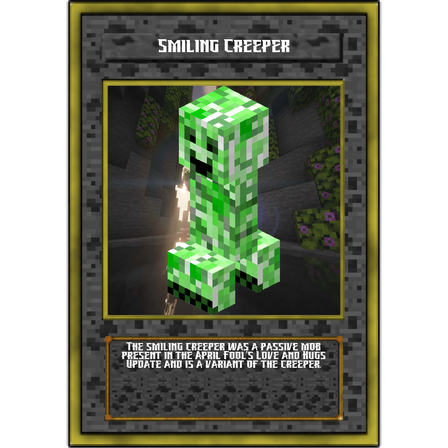 Smiling Creeper
The smiling creeper was a passive mob
present in the April Fool's Love and Hugs
Update and is a variant of the creeper.